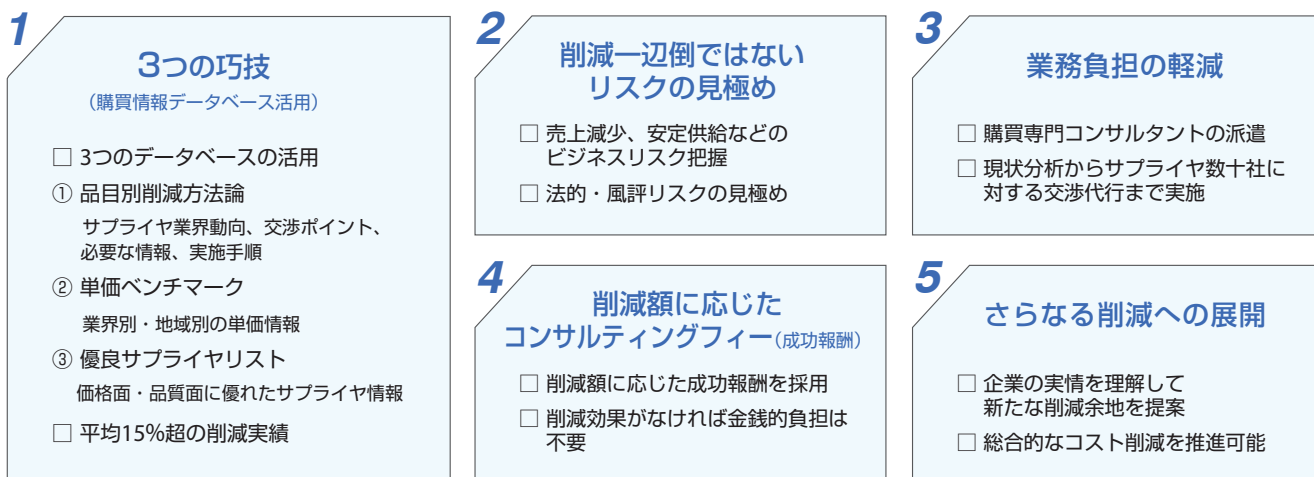 1
3つの巧技
（購買情報データベース活用）
□ 3つのデータベースの活用
① 品目別削減方法論
サプライヤ業界動向、交渉ポイント、
必要な情報、実施手順
② 単価ベンチマーク
業界別・地域別の単価情報
③ 優良サプライヤリスト
価格面・品質面に優れたサプライヤ情報
□ 平均15%超の削減実績
2
削減一辺倒ではない
リスクの見極め
□ 売上減少、安定供給などの
ビジネスリスク把握
□ 法的・風評リスクの見極め
3
業務負担の軽減
□ 購買専門コンサルタントの派遣
□ 現状分析からサプライヤ数十社に
対する交渉代行まで実施
4
削減額に応じた
コンサルティングフィー（成功報酬）
□ 削減額に応じた成功報酬を採用
□ 削減効果がなければ金銭的負担は
不要
5
さらなる削減への展開
□ 企業の実情を理解して
新たな削減余地を提案
□ 総合的なコスト削減を推進可能